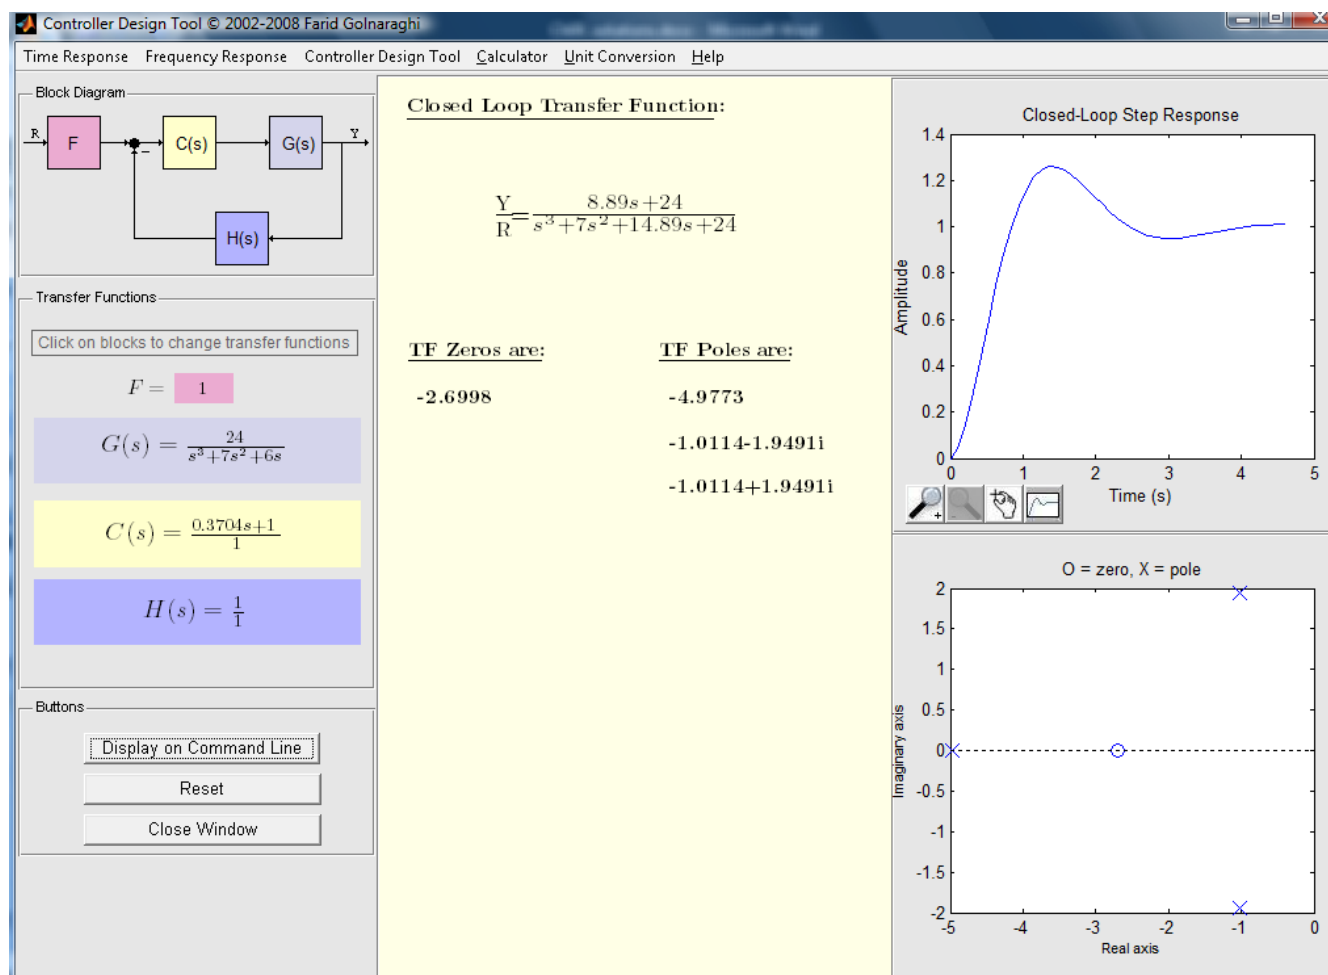 Controller Design Tool © 2002-2008 Farid Golnaraghi
Time Response Frequency Response Controller Design Tool Calculator Unit Conversion Help
Block Diagram
R
F
C(s)
G(s)
Y
H(s)
Transfer Functions
Click on blocks to change transfer functions
F = 1
G(s) = 24 / s³+7s²+6s
C(s) = 0.3704s+1 / 1
H(s) = 1 / 1
Buttons
Display on Command Line
Reset
Close Window
Closed Loop Transfer Function:
Y/R = 8.89s+24 / s³+7s²+14.89s+24
TF Zeros are:
-2.6998
TF Poles are:
-4.9773
-1.0114-1.9491i
-1.0114+1.9491i
Closed-Loop Step Response
1.4
1.2
1
0.8
0.6
0.4
0.2
0
Amplitude
0 1 2 3 4 5
Time (s)
O = zero, X = pole
2
1.5
1
0.5
0
-0.5
-1
-1.5
-2
Imaginary axis
-5 -4 -3 -2 -1 0
Real axis